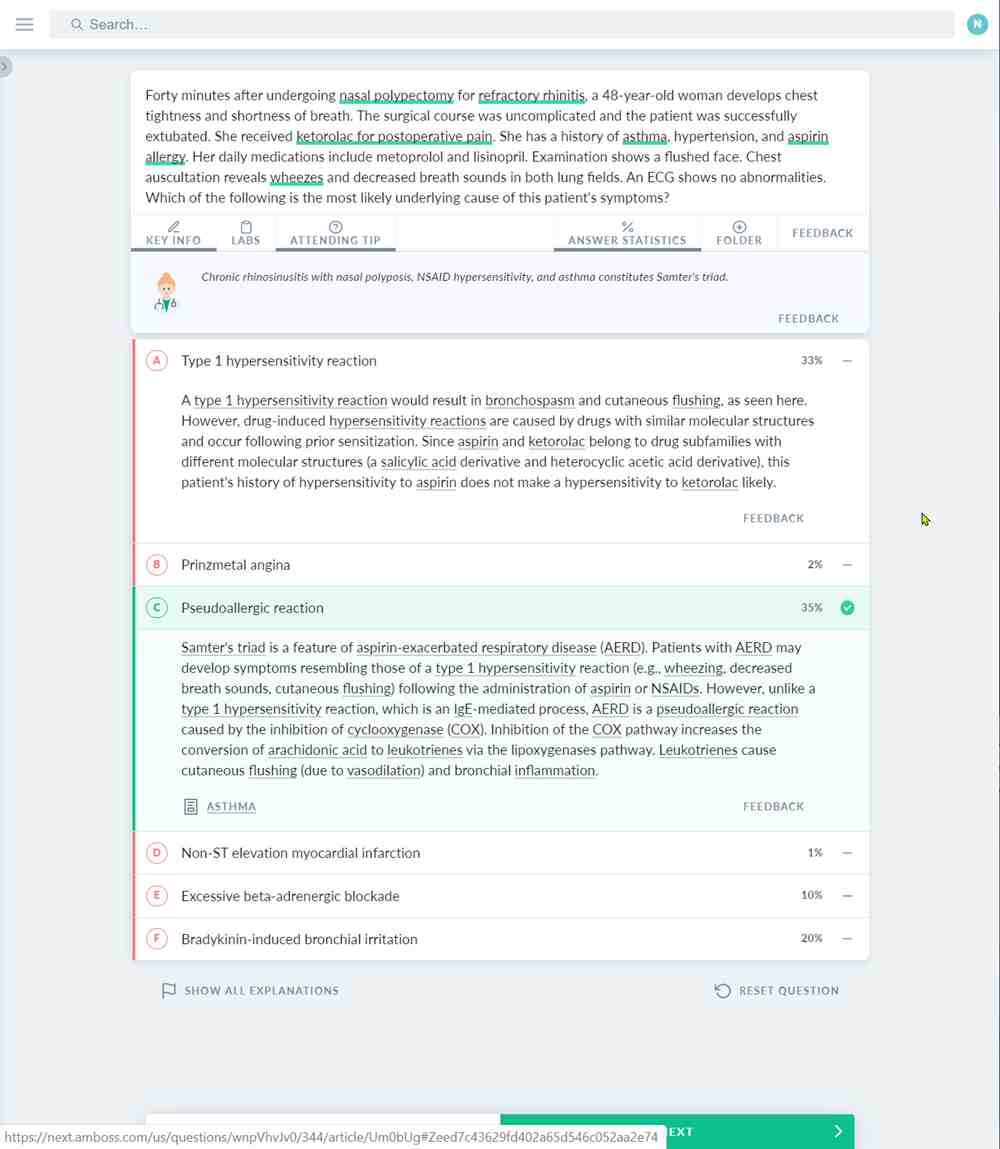 Search...
N
Forty minutes after undergoing nasal polypectomy for refractory rhinitis, a 48-year-old woman develops chest
tightness and shortness of breath. The surgical course was uncomplicated and the patient was successfully
extubated. She received ketorolac for postoperative pain. She has a history of asthma, hypertension, and aspirin
allergy. Her daily medications include metoprolol and lisinopril. Examination shows a flushed face. Chest
auscultation reveals wheezes and decreased breath sounds in both lung fields. An ECG shows no abnormalities.
Which of the following is the most likely underlying cause of this patient's symptoms?
KEY INFO LABS ATTENDING TIP ANSWER STATISTICS FOLDER FEEDBACK
Chronic rhinosinusitis with nasal polyposis, NSAID hypersensitivity, and asthma constitutes Samter's triad.
FEEDBACK
A Type 1 hypersensitivity reaction 33%
A type 1 hypersensitivity reaction would result in bronchospasm and cutaneous flushing, as seen here.
However, drug-induced hypersensitivity reactions are caused by drugs with similar molecular structures
and occur following prior sensitization. Since aspirin and ketorolac belong to drug subfamilies with
different molecular structures (a salicylic acid derivative and heterocyclic acetic acid derivative), this
patient's history of hypersensitivity to aspirin does not make a hypersensitivity to ketorolac likely.
FEEDBACK
B Prinzmetal angina 2%
C Pseudoallergic reaction 35%
Samter's triad is a feature of aspirin-exacerbated respiratory disease (AERD). Patients with AERD may
develop symptoms resembling those of a type 1 hypersensitivity reaction (e.g., wheezing, decreased
breath sounds, cutaneous flushing) following the administration of aspirin or NSAIDs. However, unlike a
type 1 hypersensitivity reaction, which is an IgE-mediated process, AERD is a pseudoallergic reaction
caused by the inhibition of cyclooxygenase (COX). Inhibition of the COX pathway increases the
conversion of arachidonic acid to leukotrienes via the lipoxygenases pathway. Leukotrienes cause
cutaneous flushing (due to vasodilation) and bronchial inflammation.
ASTHMA FEEDBACK
D Non-ST elevation myocardial infarction 1%
E Excessive beta-adrenergic blockade 10%
F Bradykinin-induced bronchial irritation 20%
SHOW ALL EXPLANATIONS RESET QUESTION
https://next.amboss.com/us/questions/wnpVhvJv0/344/article/Um0bUg#Zeed7c43629fd402a65d546c052aa2e74 EXT